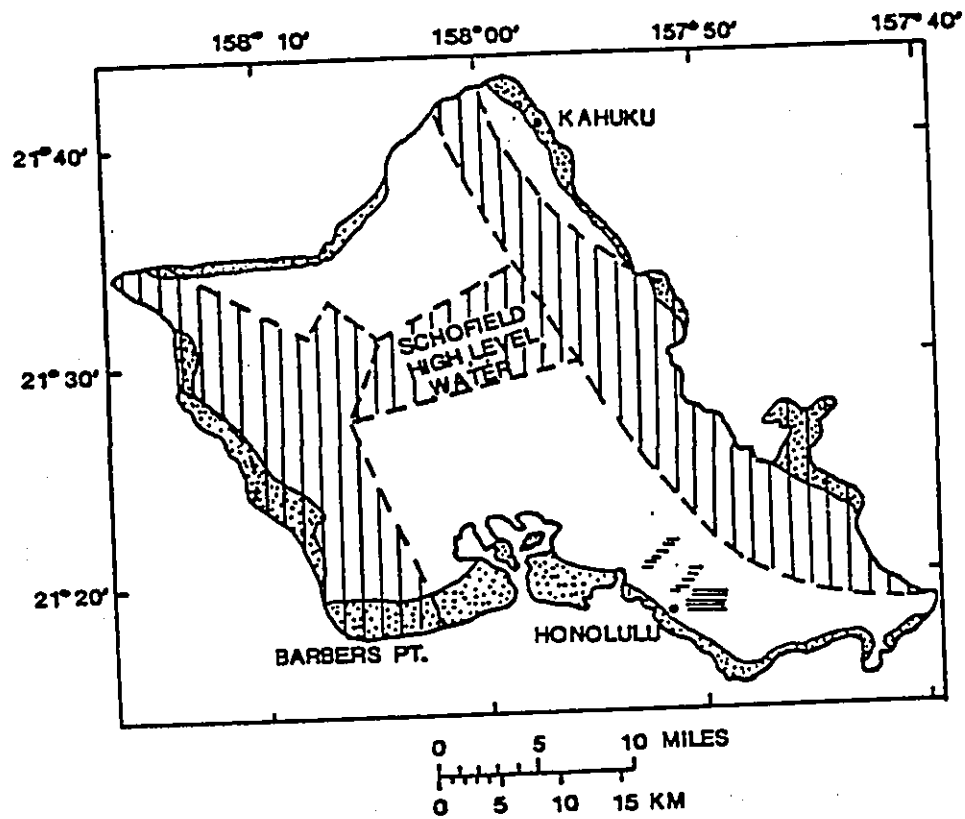 158° 10' 158° 00' 157° 50' 157° 40'
KAHUKU
21° 40'
SCHOFIELD
HIGH LEVEL
WATER
21° 30'
21° 20'
HONOLULU
BARBERS PT.
0 5 10 MILES
0 5 10 15 KM